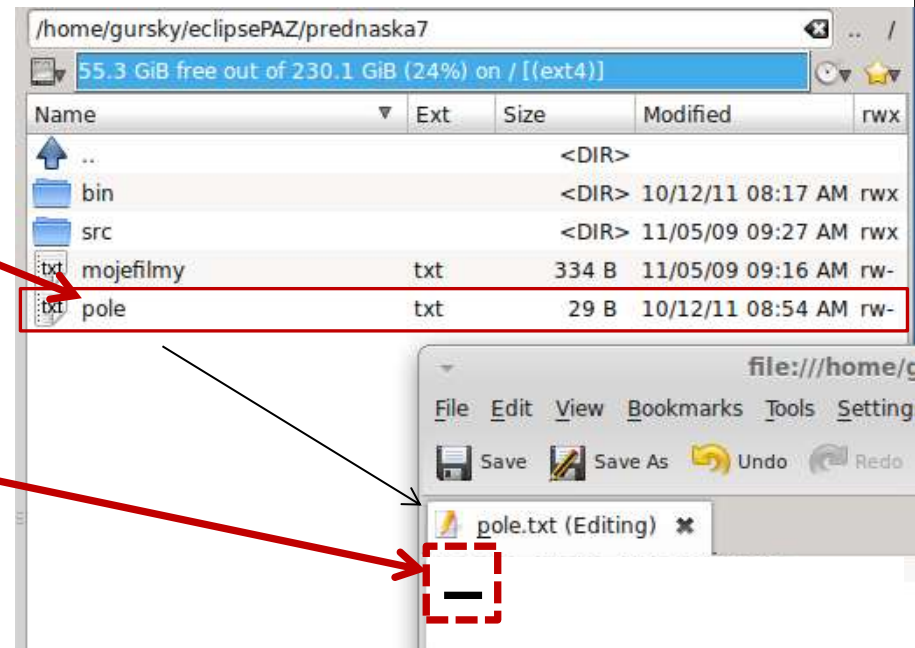 /home/gursky/eclipsePAZ/prednaska7 .. /
55.3 GiB free out of 230.1 GiB (24%) on / [(ext4)]
Name Ext Size Modified rwx
.. <DIR>
bin <DIR> 10/12/11 08:17 AM rwx
src <DIR> 11/05/09 09:27 AM rwx
txt mojefilmy txt 334 B 11/05/09 09:16 AM rw-
txt pole txt 29 B 10/12/11 08:54 AM rw-
file:///home/g
File Edit View Bookmarks Tools Setting
Save Save As Undo Redo
pole.txt (Editing)